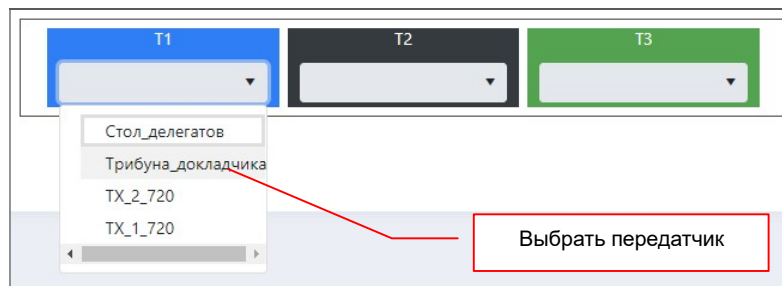 T1
T2
T3
Стол_делегатов
Трибуна_докладчика
TX_2_720
TX_1_720
Выбрать передатчик